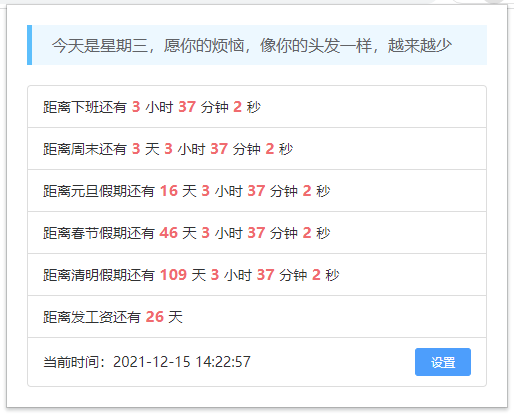 今天是星期三，愿你的烦恼，像你的头发一样，越来越少
距离下班还有 3 小时 37 分钟 2 秒
距离周末还有 3 天 3 小时 37 分钟 2 秒
距离元旦假期还有 16 天 3 小时 37 分钟 2 秒
距离春节假期还有 46 天 3 小时 37 分钟 2 秒
距离清明假期还有 109 天 3 小时 37 分钟 2 秒
距离发工资还有 26 天
当前时间：2021-12-15 14:22:57 设置